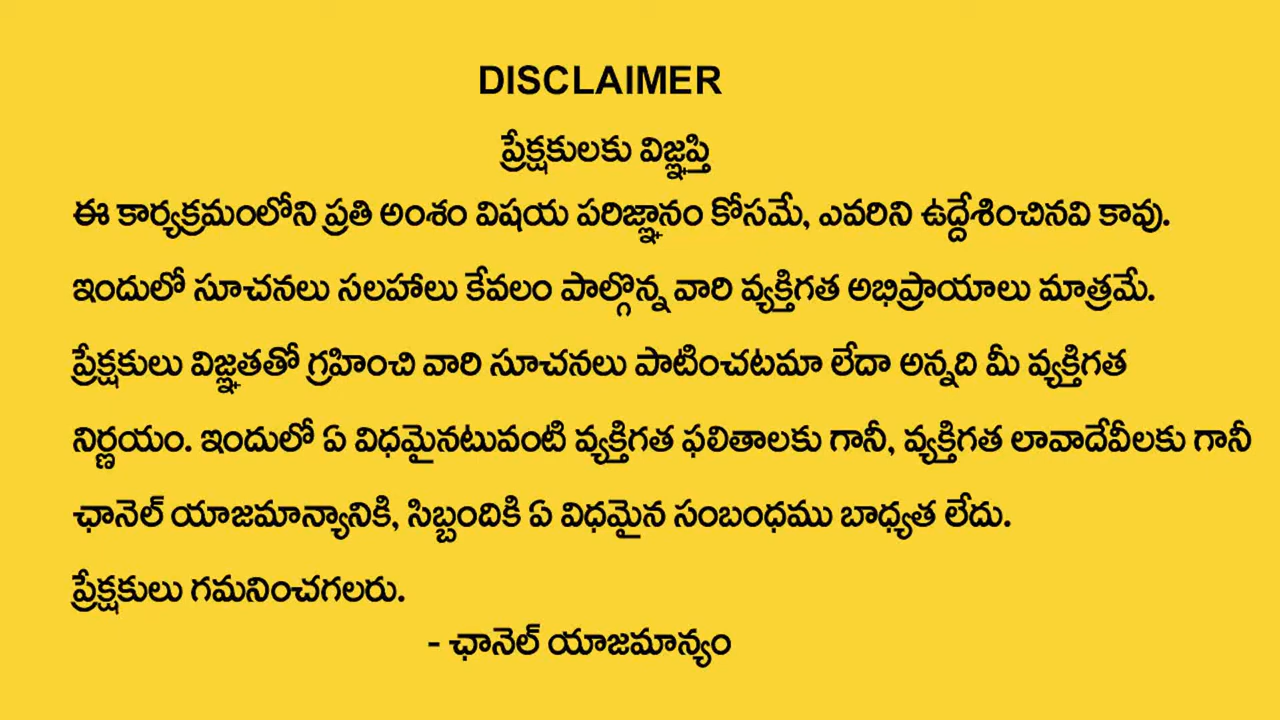 DISCLAIMER
ప్రేక్షకులకు విజ్ఞప్తి
ఈ కార్యక్రమంలోని ప్రతి అంశం విషయ పరిజ్ఞానం కోసమే, ఎవరిని ఉద్దేశించినవి కావు.
ఇందులో సూచనలు సలహాలు కేవలం పాల్గొన్న వారి వ్యక్తిగత అభిప్రాయాలు మాత్రమే.
ప్రేక్షకులు విజ్ఞతతో గ్రహించి వారి సూచనలు పాటించటమా లేదా అన్నది మీ వ్యక్తిగత
నిర్ణయం. ఇందులో ఏ విధమైనటువంటి వ్యక్తిగత ఫలితాలకు గానీ, వ్యక్తిగత లావాదేవీలకు గానీ
ఛానెల్ యాజమాన్యానికి, సిబ్బందికి ఏ విధమైన సంబంధము బాధ్యత లేదు.
ప్రేక్షకులు గమనించగలరు.
- ఛానెల్ యాజమాన్యం